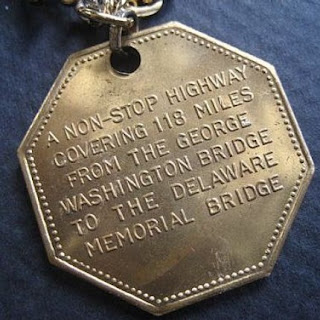 A NON-STOP HIGHWAY
COVERING 118 MILES
FROM THE GEORGE
WASHINGTON BRIDGE
TO THE DELAWARE
MEMORIAL BRIDGE